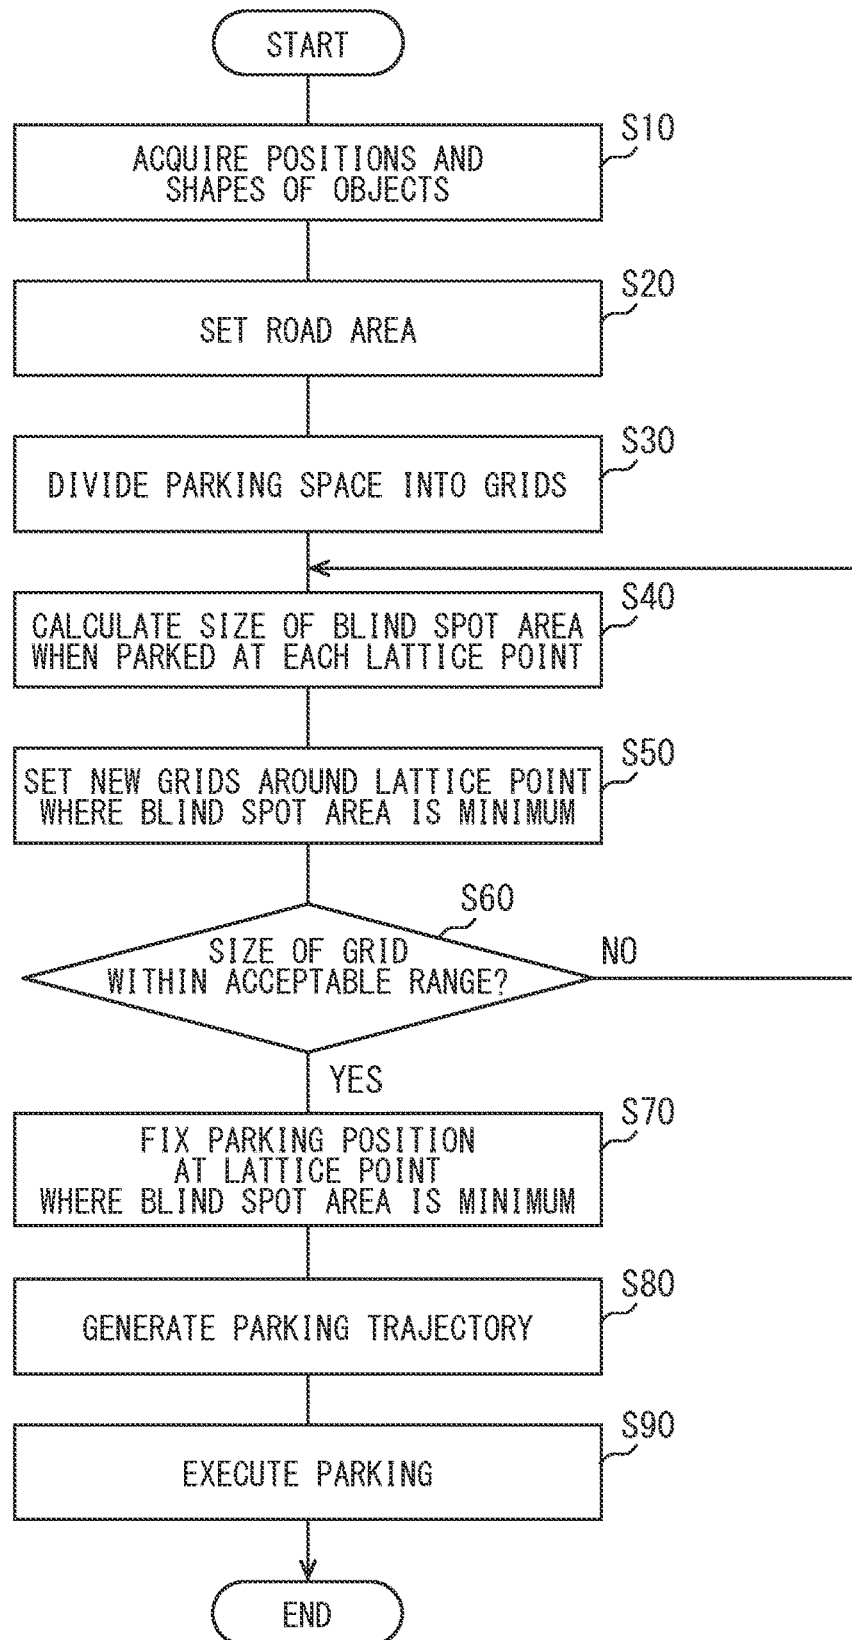 START
S10
ACQUIRE POSITIONS AND
SHAPES OF OBJECTS
S20
SET ROAD AREA
S30
DIVIDE PARKING SPACE INTO GRIDS
S40
CALCULATE SIZE OF BLIND SPOT AREA
WHEN PARKED AT EACH LATTICE POINT
S50
SET NEW GRIDS AROUND LATTICE POINT
WHERE BLIND SPOT AREA IS MINIMUM
S60
SIZE OF GRID
WITHIN ACCEPTABLE RANGE?
NO
YES
S70
FIX PARKING POSITION
AT LATTICE POINT
WHERE BLIND SPOT AREA IS MINIMUM
S80
GENERATE PARKING TRAJECTORY
S90
EXECUTE PARKING
END